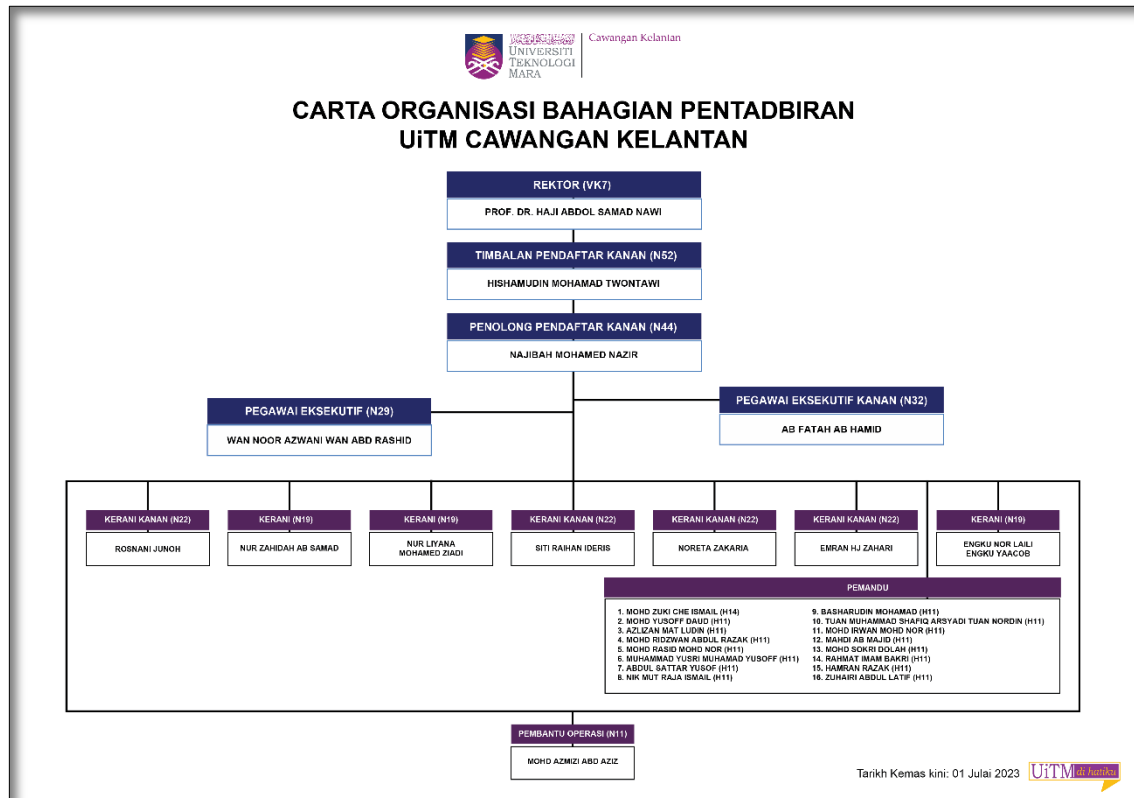 UNIVERSITI
TEKNOLOGI
MARA
Cawangan Kelantan
CARTA ORGANISASI BAHAGIAN PENTADBIRAN
UiTM CAWANGAN KELANTAN
REKTOR (VK7)
PROF. DR. HAJI ABDOL SAMAD NAWI
TIMBALAN PENDAFTAR KANAN (N52)
HISHAMUDIN MOHAMAD TWONTAWI
PENOLONG PENDAFTAR KANAN (N44)
NAJIBAH MOHAMED NAZIR
PEGAWAI EKSEKUTIF (N29)
WAN NOOR AZWANI WAN ABD RASHID
PEGAWAI EKSEKUTIF KANAN (N32)
AB FATAH AB HAMID
KERANI KANAN (N22)
ROSNANI JUNOH
KERANI (N19)
NUR ZAHIDAH AB SAMAD
KERANI (N19)
NUR LIYANA
MOHAMED ZIADI
KERANI KANAN (N22)
SITI RAIHAN IDERIS
KERANI KANAN (N22)
NORETA ZAKARIA
KERANI KANAN (N22)
EMRAN HJ ZAHARI
KERANI (N19)
ENGKU NOR LAILI
ENGKU YAACOB
PEMANDU
1. MOHD ZUKI CHE ISMAIL (H14)
2. MOHD YUSOFF DAUD (H11)
3. AZLIZAN MAT LUDIN (H11)
4. MOHD RIDZWAN ABDUL RAZAK (H11)
5. MOHD RASID MOHD NOR (H11)
6. MUHAMMAD YUSRI MUHAMAD YUSOFF (H11)
7. ABDUL SATTAR YUSOF (H11)
8. NIK MUT RAJA ISMAIL (H11)
9. BASHARUDIN MOHAMAD (H11)
10. TUAN MUHAMMAD SHAFIQ ARSYADI TUAN NORDIN (H11)
11. MOHD IRWAN MOHD NOR (H11)
12. MAHDI AB MAJID (H11)
13. MOHD SOKRI DOLAH (H11)
14. RAHMAT IMAM BAKRI (H11)
15. HAMRAN RAZAK (H11)
16. ZUHAIRI ABDUL LATIF (H11)
PEMBANTU OPERASI (N11)
MOHD AZMIZI ABD AZIZ
Tarikh Kemas kini: 01 Julai 2023
UiTM di hatiku